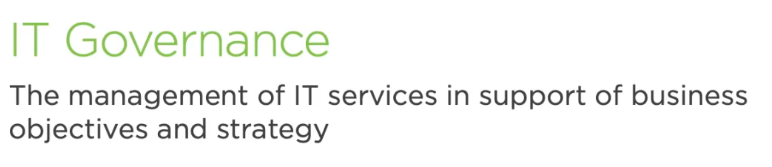 IT Governance
The management of IT services in support of business
objectives and strategy